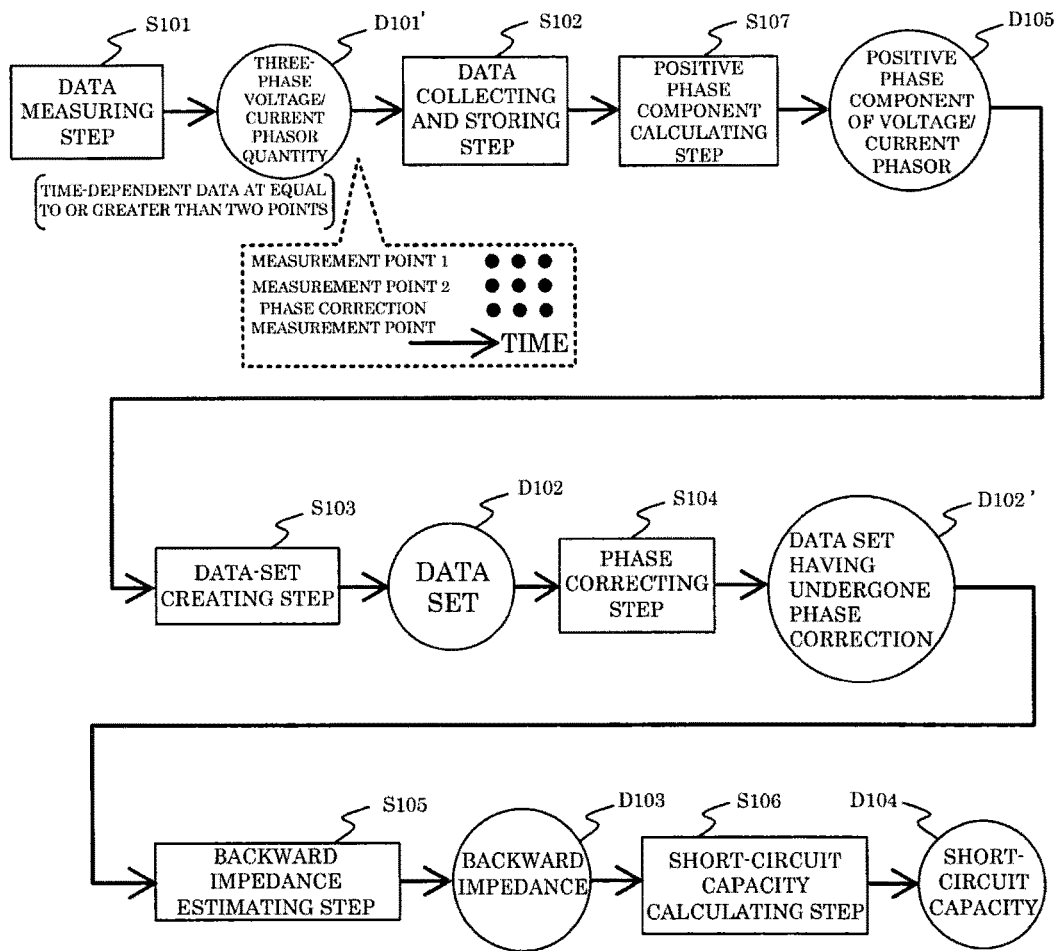 S101
D101'
S102
S107
D105
DATA
MEASURING
STEP
THREE-
PHASE
VOLTAGE/
CURRENT
PHASOR
QUANTITY
DATA
COLLECTING
AND STORING
STEP
POSITIVE
PHASE
COMPONENT
CALCULATING
STEP
POSITIVE
PHASE
COMPONENT
OF VOLTAGE/
CURRENT
PHASOR
TIME-DEPENDENT DATA AT EQUAL
TO OR GREATER THAN TWO POINTS
MEASUREMENT POINT 1
MEASUREMENT POINT 2
PHASE CORRECTION
MEASUREMENT POINT
TIME
S103
D102
S104
D102'
DATA-SET
CREATING STEP
DATA
SET
PHASE
CORRECTING
STEP
DATA SET
HAVING
UNDERGONE
PHASE
CORRECTION
S105
D103
S106
D104
BACKWARD
IMPEDANCE
ESTIMATING STEP
BACKWARD
IMPEDANCE
SHORT-CIRCUIT
CAPACITY
CALCULATING STEP
SHORT-
CIRCUIT
CAPACITY